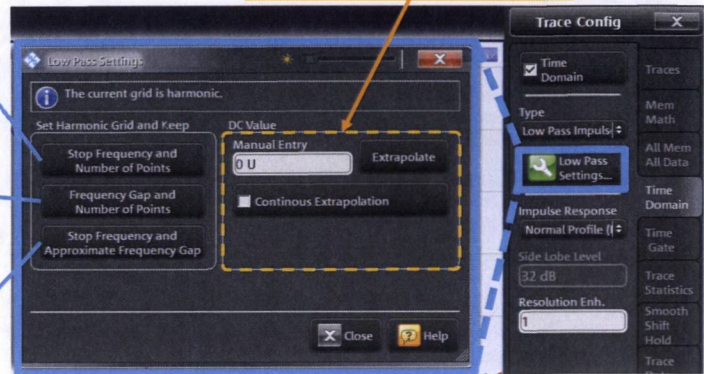 Trace Config
X
Low Pass Settings
X
The current grid is harmonic.
Set Harmonic Grid and Keep
Stop Frequency and
Number of Points
Frequency Gap and
Number of Points
Stop Frequency and
Approximate Frequency Gap
DC Value
Manual Entry
0 U
Extrapolate
Continous Extrapolation
X Close
? Help
Time
Domain
Type
Low Pass Impuls
Low Pass
Settings...
Impulse Response
Normal Profile (
Side Lobe Level
32 dB
Resolution Enh.
1
Traces
Mem
Math
All Mem
All Data
Time
Domain
Time
Gate
Trace
Statistics
Smooth
Shift
Hold
Trace